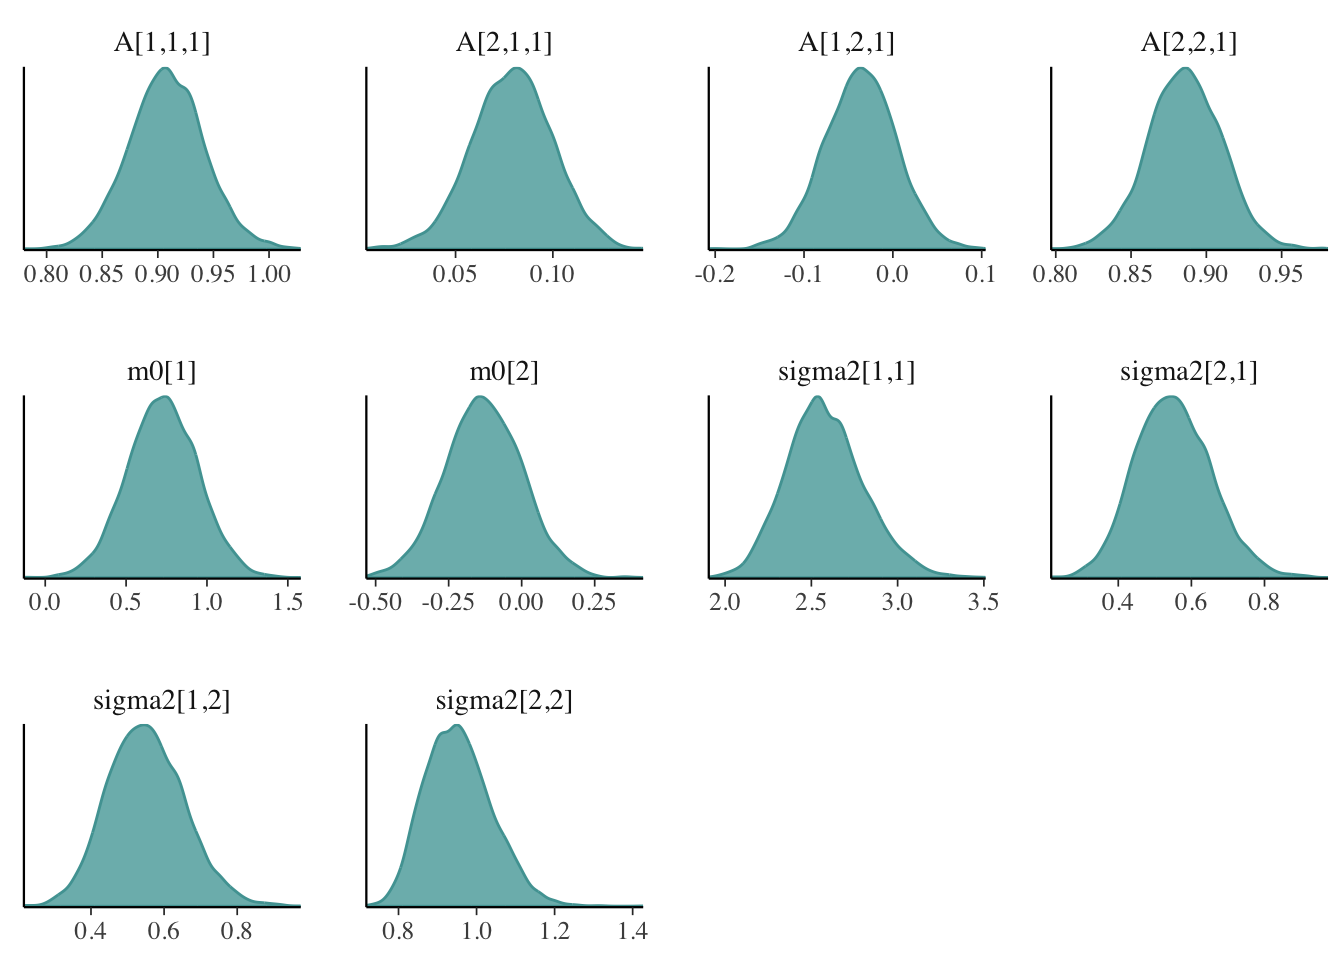 A[1,1,1] A[2,1,1] A[1,2,1] A[2,2,1]
0.80 0.85 0.90 0.95 1.00 0.05 0.10 -0.2 -0.1 0.0 0.1 0.80 0.85 0.90 0.95
m0[1] m0[2] sigma2[1,1] sigma2[2,1]
0.0 0.5 1.0 1.5 -0.50 -0.25 0.00 0.25 2.0 2.5 3.0 3.5 0.4 0.6 0.8
sigma2[1,2] sigma2[2,2]
0.4 0.6 0.8 0.8 1.0 1.2 1.4